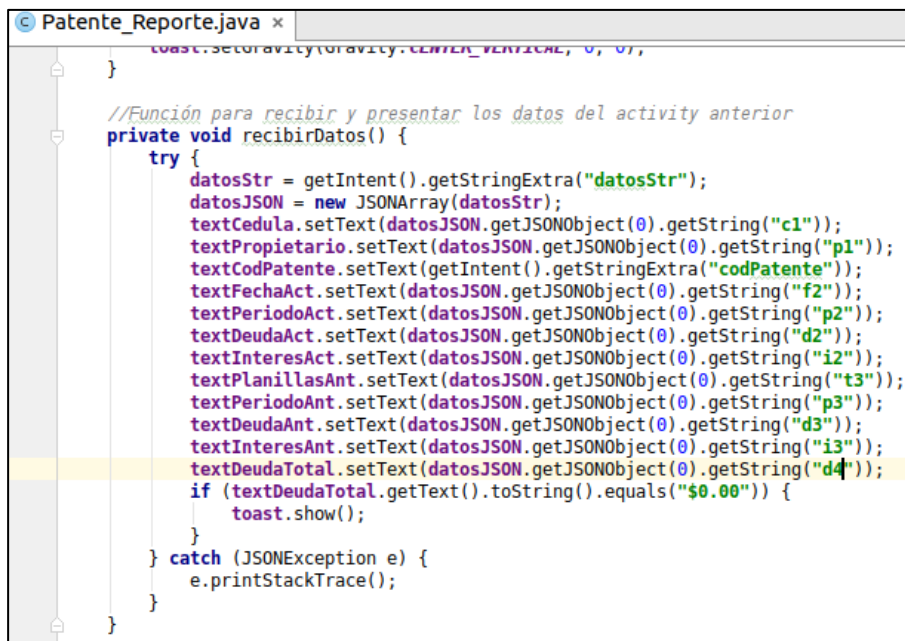 Patente_Reporte.java ×
toast.setGravity(Gravity.CENTER_VERTICAL, 0, 0);
}
//Función para recibir y presentar los datos del activity anterior
private void recibirDatos() {
try {
datosStr = getIntent().getStringExtra("datosStr");
datosJSON = new JSONArray(datosStr);
textCedula.setText(datosJSON.getJSONObject(0).getString("c1"));
textPropietario.setText(datosJSON.getJSONObject(0).getString("p1"));
textCodPatente.setText(getIntent().getStringExtra("codPatente"));
textFechaAct.setText(datosJSON.getJSONObject(0).getString("f2"));
textPeriodoAct.setText(datosJSON.getJSONObject(0).getString("p2"));
textDeudaAct.setText(datosJSON.getJSONObject(0).getString("d2"));
textInteresAct.setText(datosJSON.getJSONObject(0).getString("i2"));
textPlanillasAnt.setText(datosJSON.getJSONObject(0).getString("t3"));
textPeriodoAnt.setText(datosJSON.getJSONObject(0).getString("p3"));
textDeudaAnt.setText(datosJSON.getJSONObject(0).getString("d3"));
textInteresAnt.setText(datosJSON.getJSONObject(0).getString("i3"));
textDeudaTotal.setText(datosJSON.getJSONObject(0).getString("d4"));
if (textDeudaTotal.getText().toString().equals("$0.00")) {
toast.show();
}
} catch (JSONException e) {
e.printStackTrace();
}
}